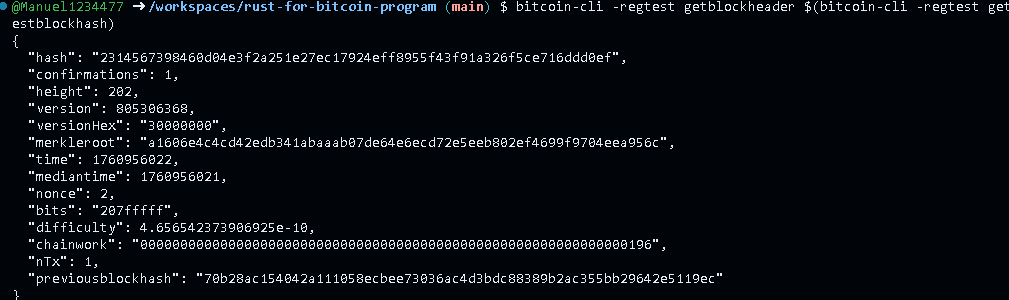 @Manuel1234477 ➜ /workspaces/rust-for-bitcoin-program (main) $ bitcoin-cli -regtest getblockheader $(bitcoin-cli -regtest getb
estblockhash)
{
  "hash": "2314567398460d04e3f2a251e27ec17924eff8955f43f91a326f5ce716ddd0ef",
  "confirmations": 1,
  "height": 202,
  "version": 805306368,
  "versionHex": "30000000",
  "merkleroot": "a1606e4c4cd42edb341abaaab07de64e6ecd72e5eeb802ef4699f9704eea956c",
  "time": 1760956022,
  "mediantime": 1760956021,
  "nonce": 2,
  "bits": "207fffff",
  "difficulty": 4.656542373906925e-10,
  "chainwork": "0000000000000000000000000000000000000000000000000000000000000196",
  "nTx": 1,
  "previousblockhash": "70b28ac154042a111058ecbee73036ac4d3bdc88389b2ac355bb29642e5119ec"
}